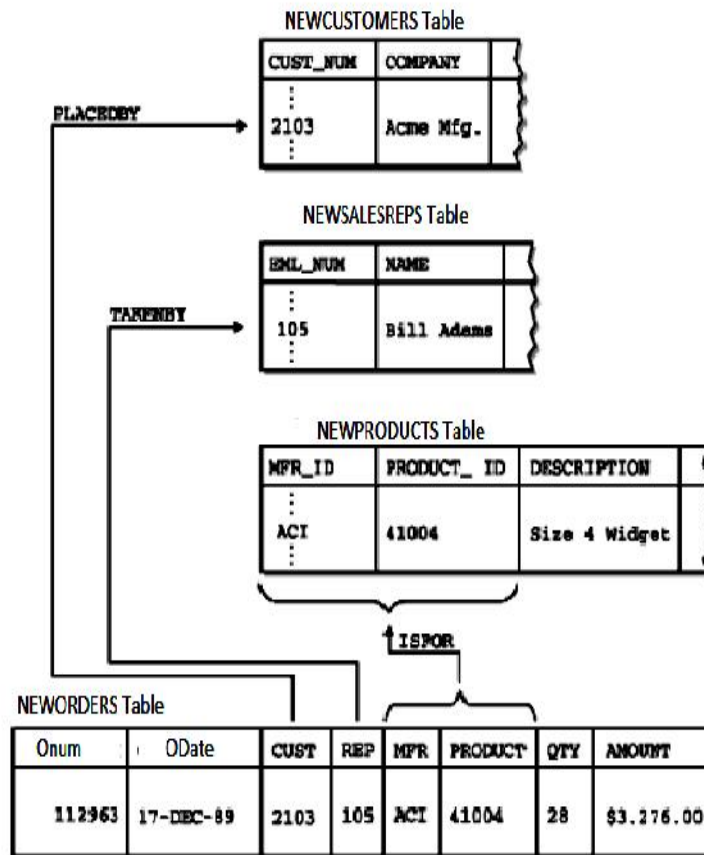 NEWCUSTOMERS Table
CUST_NUM COMPANY
PLACEDBY
2103 Acme Mfg.
NEWSALESREPS Table
EML_NUM NAME
TAKENBY
105 Bill Adams
NEWPRODUCTS Table
MFR_ID PRODUCT_ ID DESCRIPTION
ACI 41004 Size 4 Widget
ISFOR
NEWORDERS Table
Onum ODate CUST REP MFR PRODUCT QTY AMOUNT
112963 17-DEC-89 2103 105 ACI 41004 28 $3.276.00